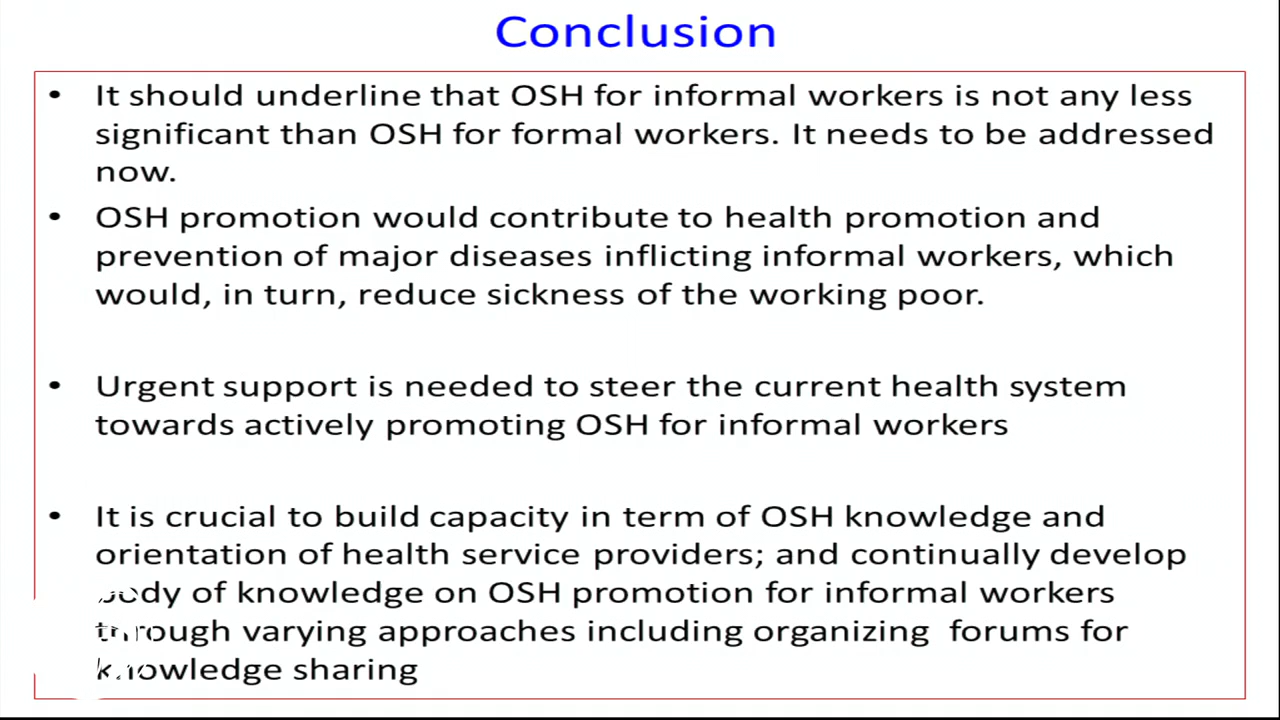 Conclusion
• It should underline that OSH for informal workers is not any less
significant than OSH for formal workers. It needs to be addressed
now.
• OSH promotion would contribute to health promotion and
prevention of major diseases inflicting informal workers, which
would, in turn, reduce sickness of the working poor.
• Urgent support is needed to steer the current health system
towards actively promoting OSH for informal workers
• It is crucial to build capacity in term of OSH knowledge and
orientation of health service providers; and continually develop
body of knowledge on OSH promotion for informal workers
through varying approaches including organizing forums for
knowledge sharing